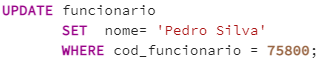 UPDATE funcionario
SET nome= 'Pedro Silva'
WHERE cod_funcionario = 75800;